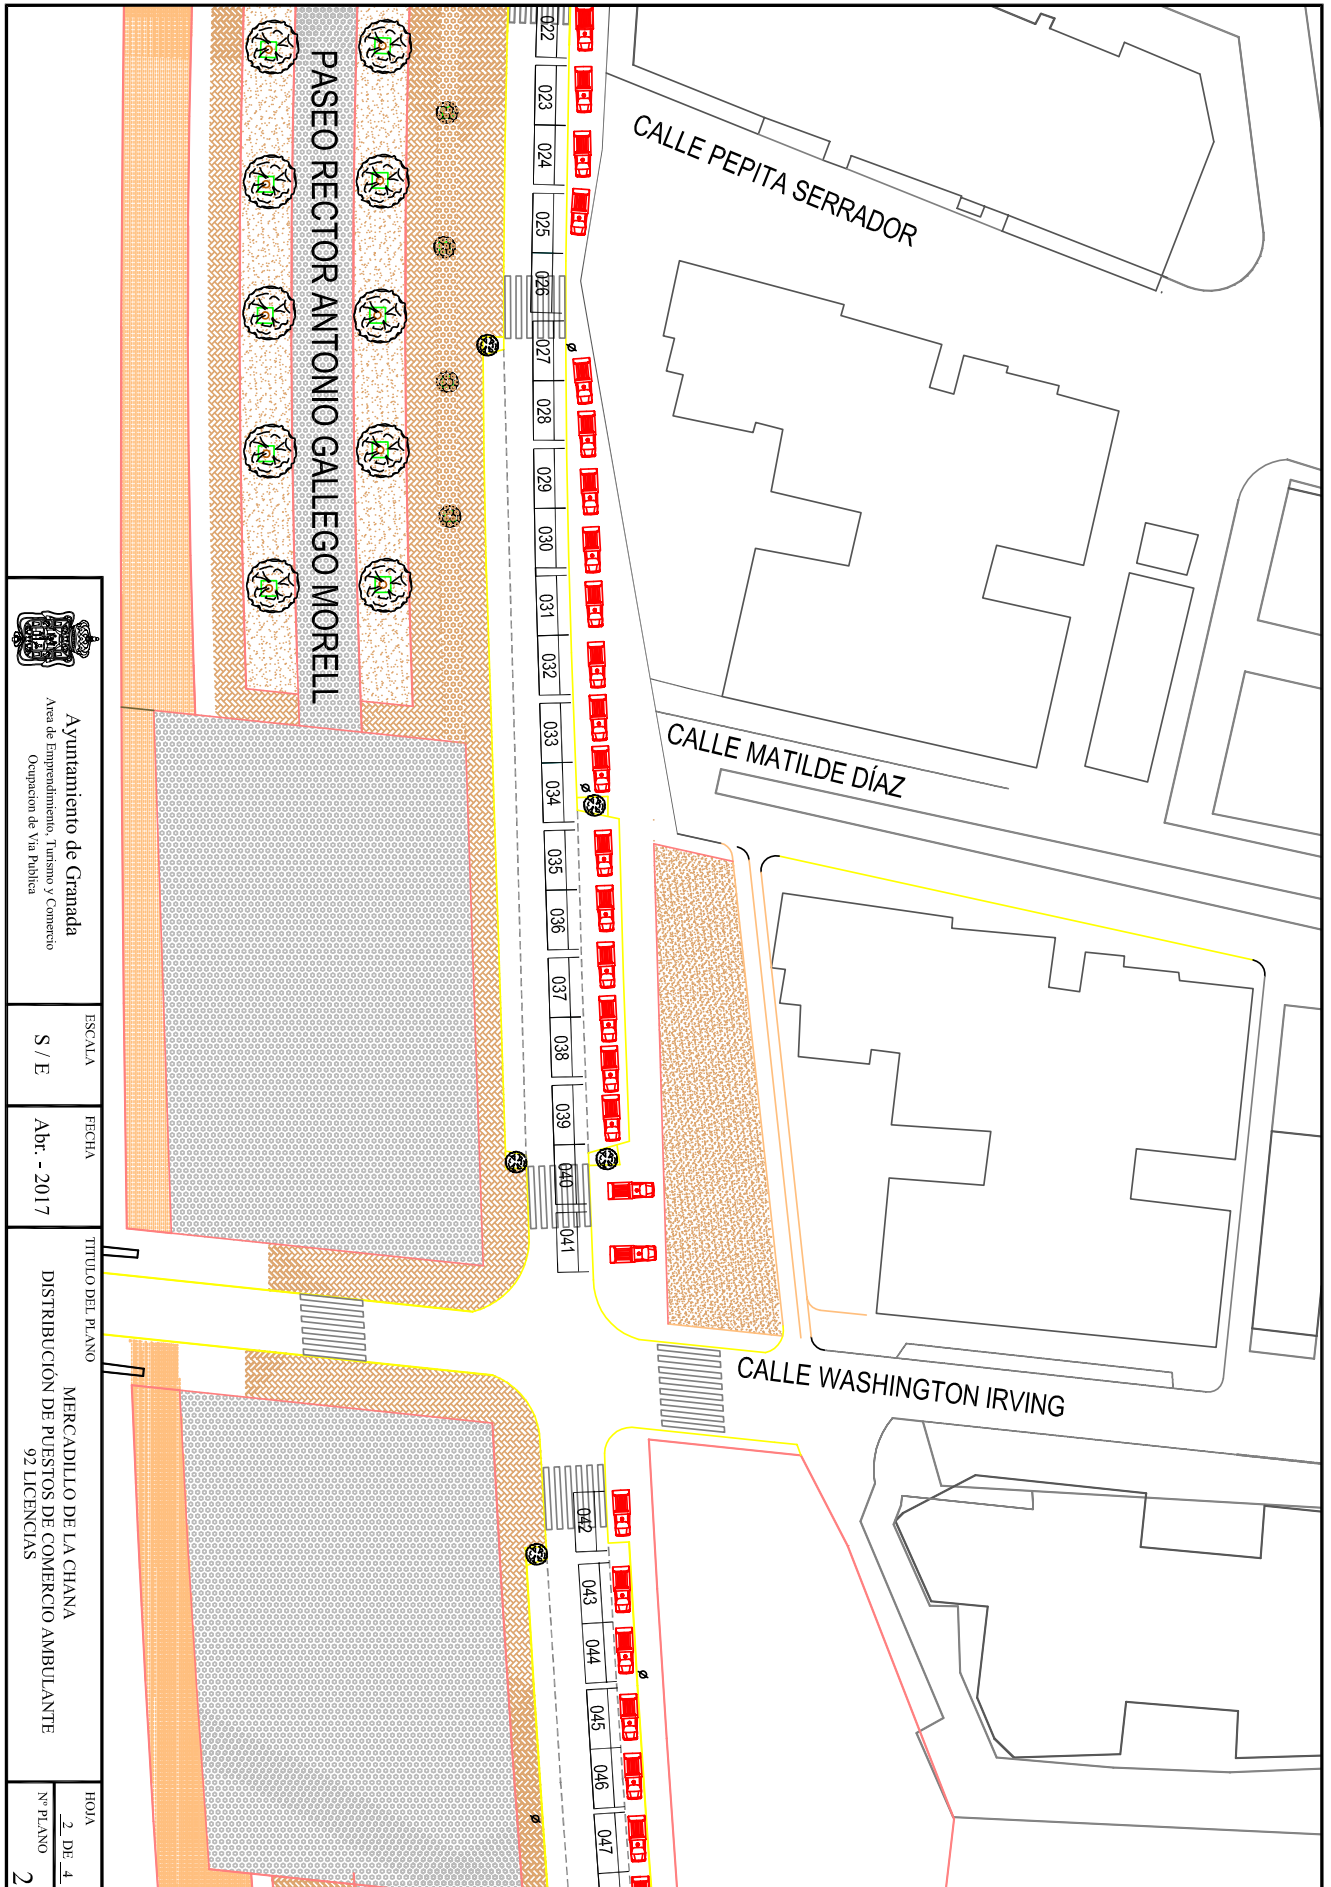 PASEO RECTOR ANTONIO GALLEGO MORELL
CALLE PEPITA SERRADOR
CALLE MATILDE DÍAZ
CALLE WASHINGTON IRVING
022
023
024
025
026
027
028
029
030
031
032
033
034
035
036
037
038
039
040
041
042
043
044
045
046
047
Ayuntamiento de Granada
Area de Emprendimiento, Turismo y Comercio
Ocupacion de Via Publica
ESCALA
S / E
FECHA
Abr. - 2017
TITULO DEL PLANO
MERCADILLO DE LA CHANA
DISTRIBUCIÓN DE PUESTOS DE COMERCIO AMBULANTE
92 LICENCIAS
HOJA
2 DE 4
Nº PLANO
2